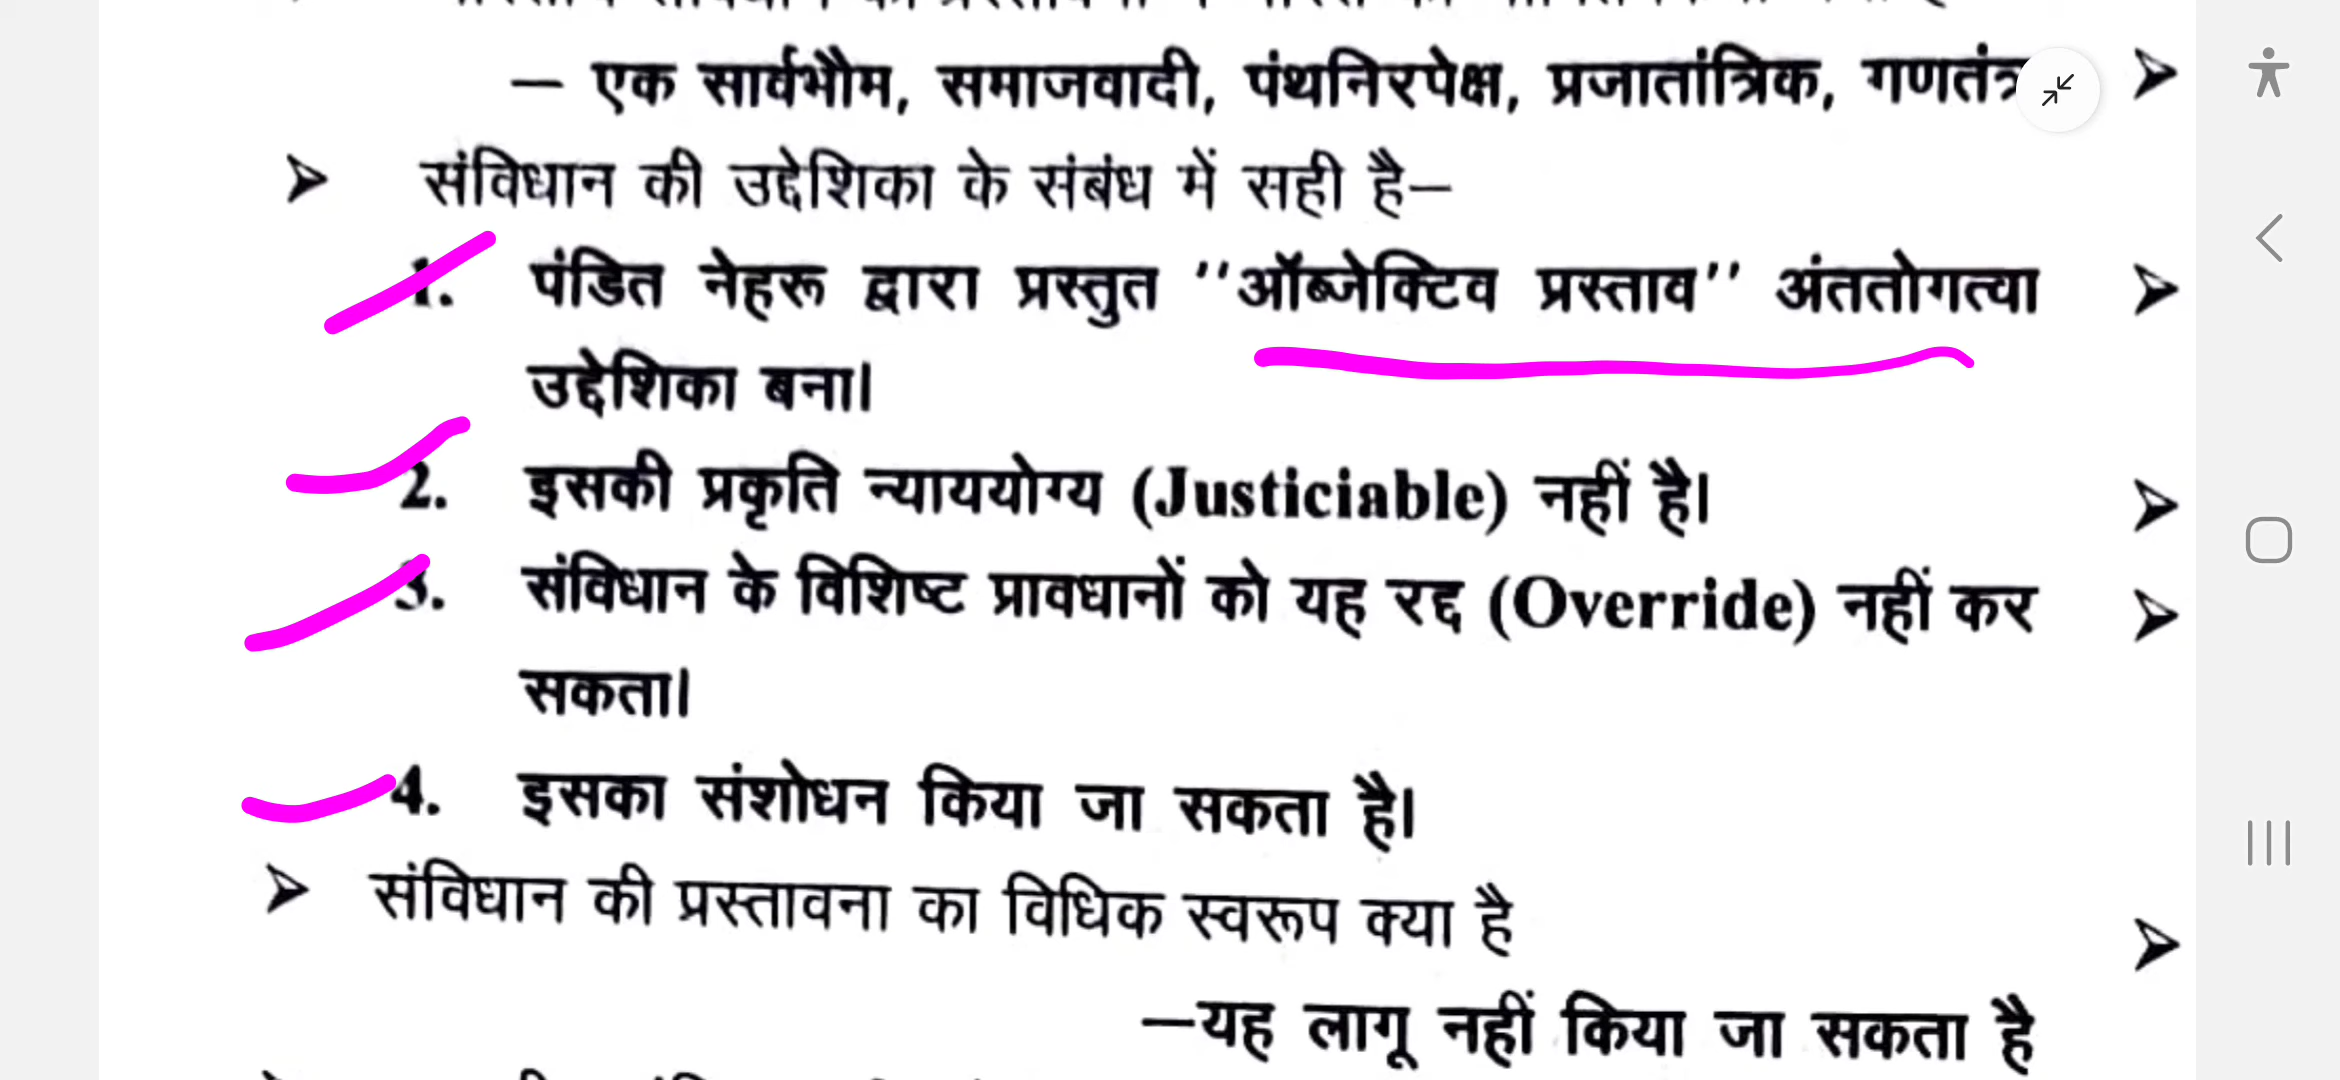 — एक सार्वभौम, समाजवादी, पंथनिरपेक्ष, प्रजातांत्रिक, गणतंत्र
➤ संविधान की उद्देशिका के संबंध में सही है–
1. पंडित नेहरू द्वारा प्रस्तुत ''ऑब्जेक्टिव प्रस्ताव'' अंततोगत्वा
उद्देशिका बना।
2. इसकी प्रकृति न्याययोग्य (Justiciable) नहीं है।
3. संविधान के विशिष्ट प्रावधानों को यह रद्द (Override) नहीं कर
सकता।
4. इसका संशोधन किया जा सकता है।
➤ संविधान की प्रस्तावना का विधिक स्वरूप क्या है
—यह लागू नहीं किया जा सकता है